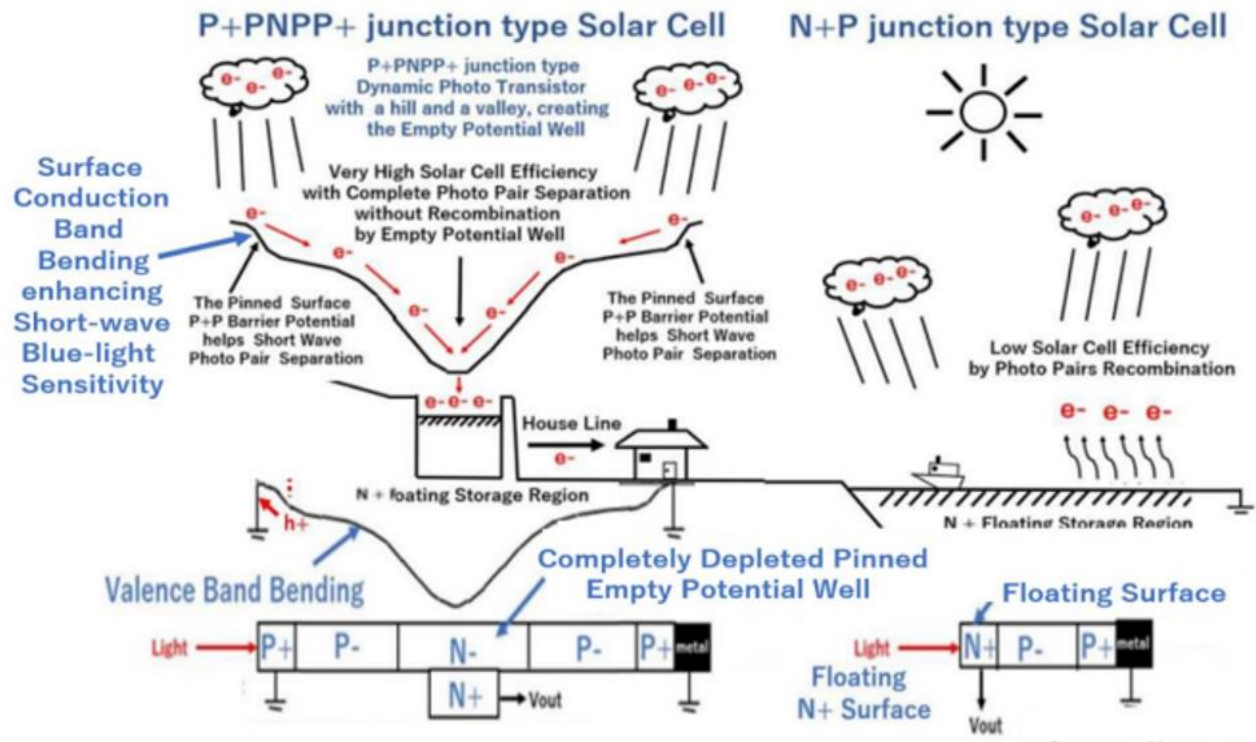 P+PNPP+ junction type Solar Cell
N+P junction type Solar Cell
e- e-
e-
P+PNPP+ junction type
Dynamic Photo Transistor
with a hill and a valley, creating
the Empty Potential Well
e- e- e-
Surface
Conduction
Band
Bending
enhancing
Short-wave
Blue-light
Sensitivity
Very High Solar Cell Efficiency
with Complete Photo Pair Separation
without Recombination
by Empty Potential Well
e-
e-
e-
e-
e-
e-
The Pinned Surface
P+P Barrier Potential
helps Short Wave
Photo Pair Separation
The Pinned Surface
P+P Barrier Potential
helps Short Wave
Photo Pair Separation
e- e- e-
e- e- e-
Low Solar Cell Efficiency
by Photo Pairs Recombination
e- e- e-
e- e- e-
House Line
e-
N + floating Storage Region
N + Floating Storage Region
h+
Valence Band Bending
Completely Depleted Pinned
Empty Potential Well
Floating Surface
Light
P+
P-
N-
P-
P+
metal
N+
Vout
Light
N+
P-
P+
metal
Floating
N+ Surface
Vout